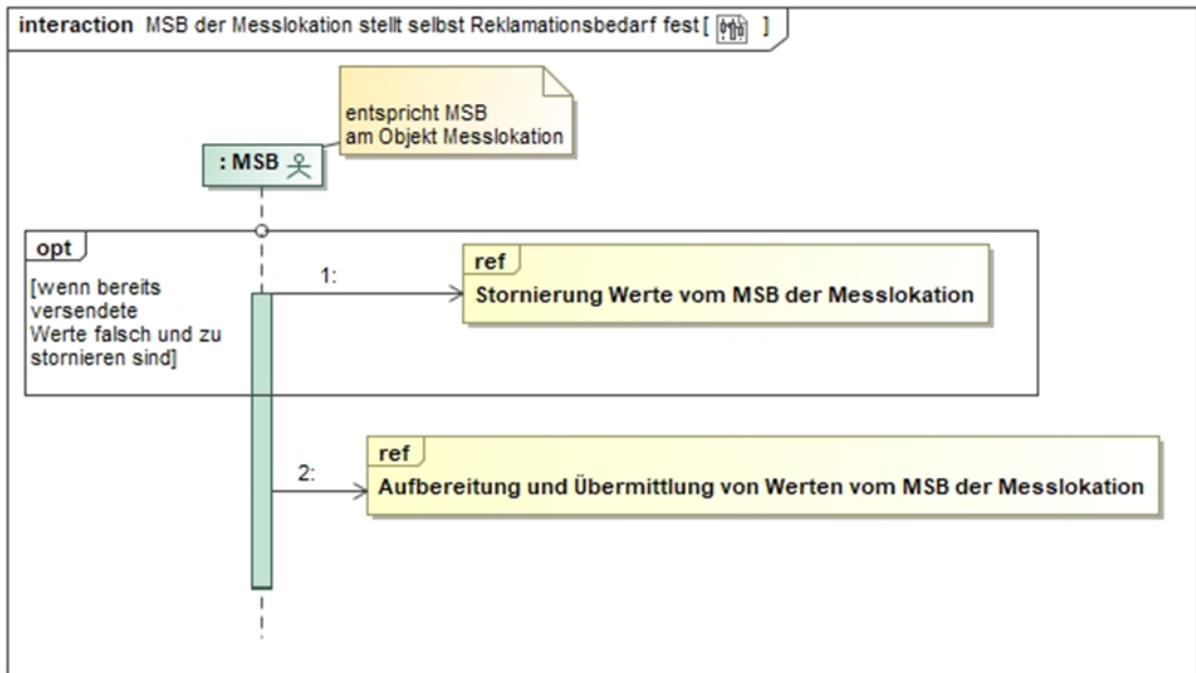 interaction MSB der Messlokation stellt selbst Reklamationsbedarf fest[ ]
entspricht MSB
am Objekt Messlokation
: MSB
opt
[wenn bereits
versendete
Werte falsch und zu
stornieren sind]
1:
ref
Stornierung Werte vom MSB der Messlokation
2:
ref
Aufbereitung und Übermittlung von Werten vom MSB der Messlokation